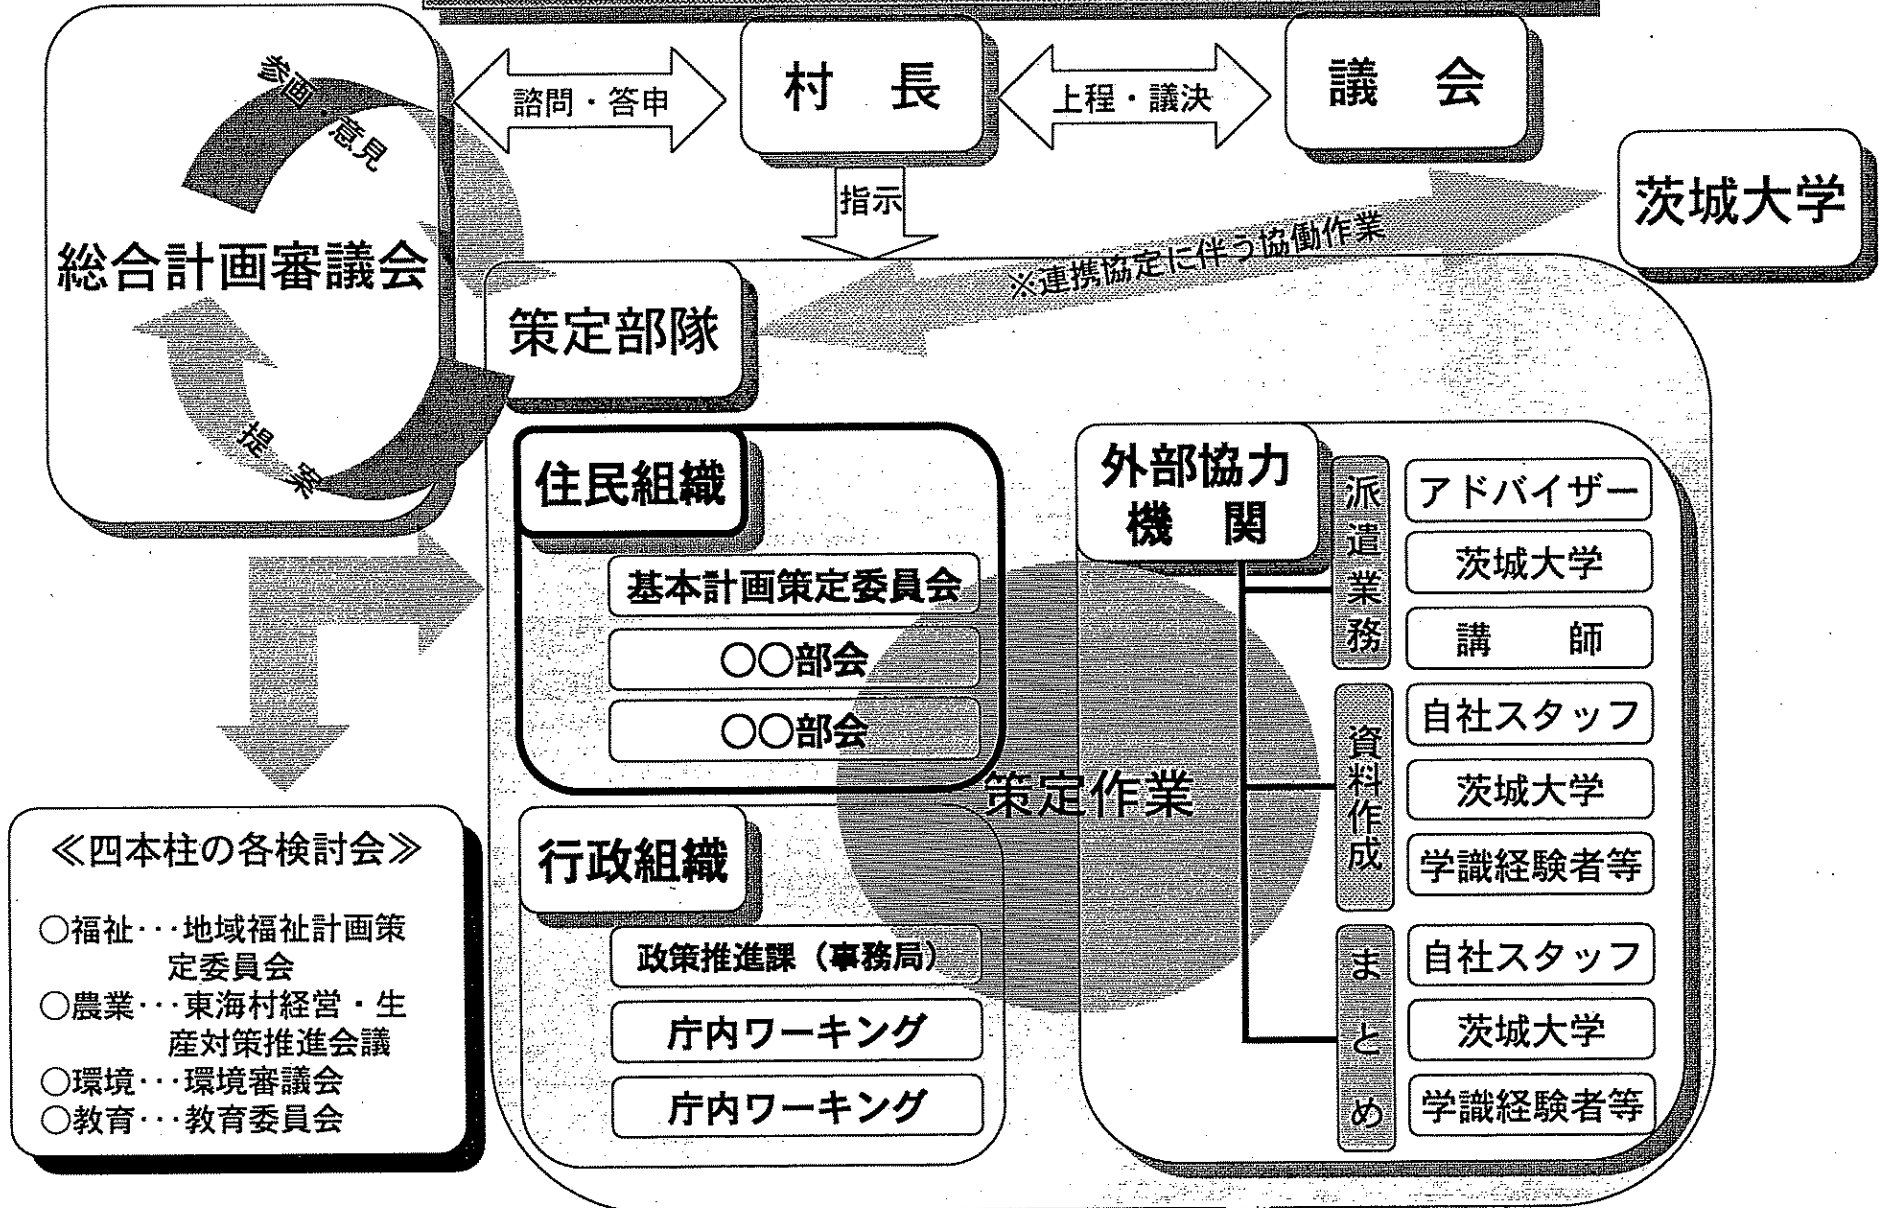 参画・意見
諮問・答申
村　長
上程・議決
議　会
指示
茨城大学
総合計画審議会
※連携協定に伴う協働作業
策定部隊
提　案
住民組織
基本計画策定委員会
○○部会
○○部会
策定作業
行政組織
政策推進課（事務局）
庁内ワーキング
庁内ワーキング
外部協力
機　関
派遣業務
アドバイザー
茨城大学
講　　師
資料作成
自社スタッフ
茨城大学
学識経験者等
まとめ
自社スタッフ
茨城大学
学識経験者等
≪四本柱の各検討会≫
○福祉･･･地域福祉計画策
定委員会
○農業･･･東海村経営・生
産対策推進会議
○環境･･･環境審議会
○教育･･･教育委員会